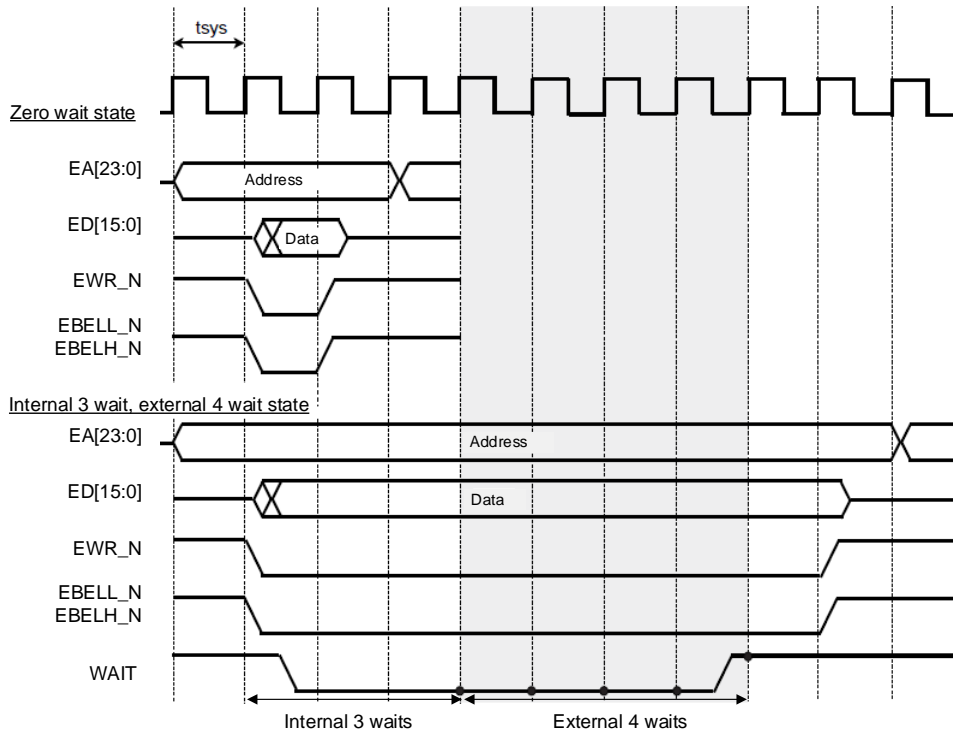 tsys
Zero wait state
EA[23:0]
Address
ED[15:0]
Data
EWR_N
EBELL_N
EBELH_N
Internal 3 wait, external 4 wait state
EA[23:0]
Address
ED[15:0]
Data
EWR_N
EBELL_N
EBELH_N
WAIT
Internal 3 waits
External 4 waits